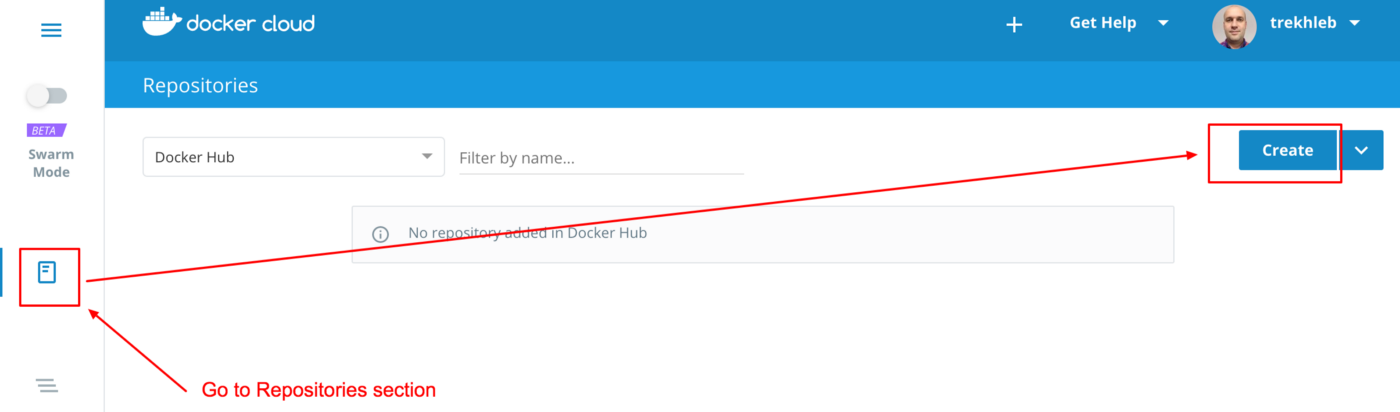 docker cloud
Get Help
trekhleb
Repositories
BETA
Swarm
Mode
Docker Hub
Filter by name...
Create
No repository added in Docker Hub
Go to Repositories section